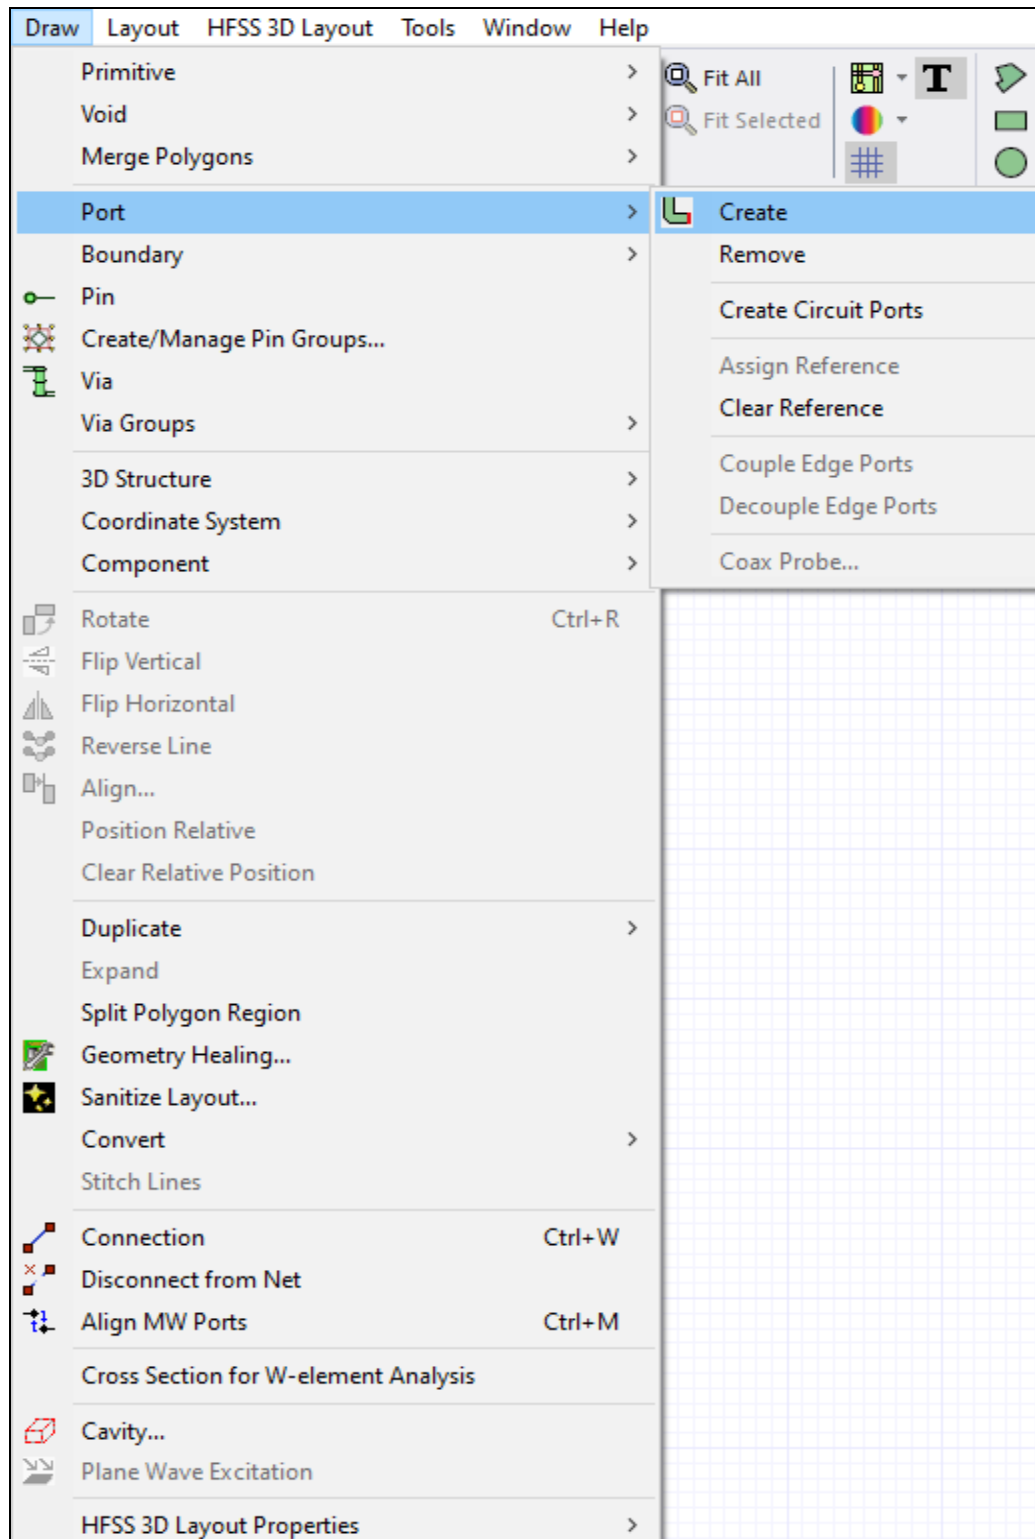 Draw Layout HFSS 3D Layout Tools Window Help
Primitive
Void
Merge Polygons
Port
Boundary
Pin
Create/Manage Pin Groups...
Via
Via Groups
3D Structure
Coordinate System
Component
Rotate Ctrl+R
Flip Vertical
Flip Horizontal
Reverse Line
Align...
Position Relative
Clear Relative Position
Duplicate
Expand
Split Polygon Region
Geometry Healing...
Sanitize Layout...
Convert
Stitch Lines
Connection Ctrl+W
Disconnect from Net
Align MW Ports Ctrl+M
Cross Section for W-element Analysis
Cavity...
Plane Wave Excitation
HFSS 3D Layout Properties
Fit All
T
Fit Selected
Create
Remove
Create Circuit Ports
Assign Reference
Clear Reference
Couple Edge Ports
Decouple Edge Ports
Coax Probe...